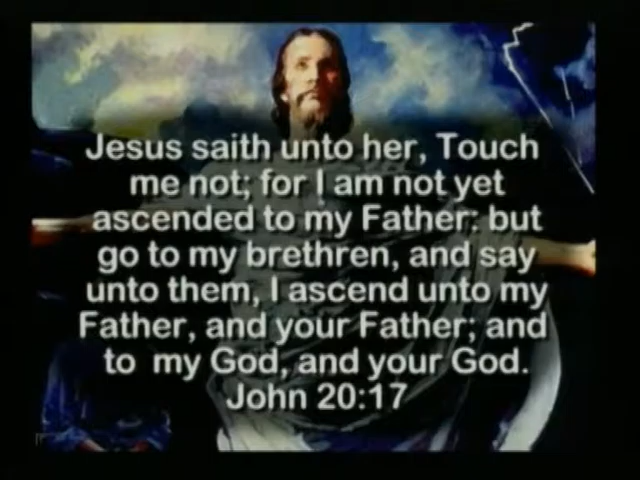 Jesus saith unto her, Touch
me not; for I am not yet
ascended to my Father: but
go to my brethren, and say
unto them, I ascend unto my
Father, and your Father; and
to my God, and your God.
John 20:17